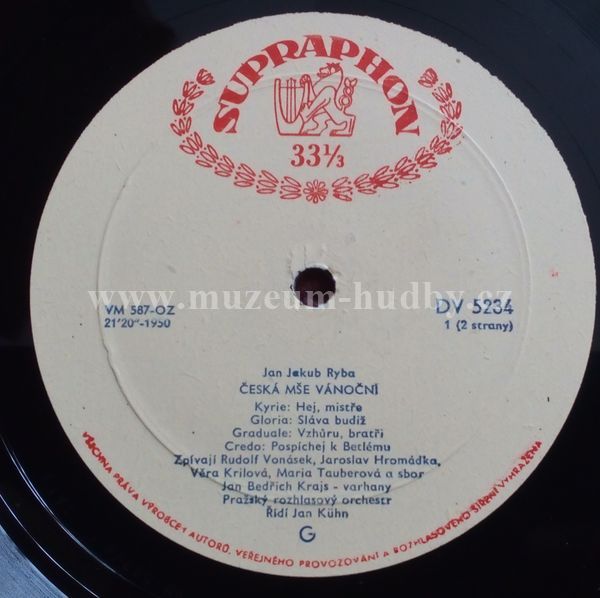 SUPRAPHON
33⅓
www.muzeum-hudby.cz
VM 587-OZ
21'20"-1950
DV 5234
1 (2 strany)
Jan Jakub Ryba
ČESKÁ MŠE VÁNOČNÍ
Kyrie: Hej, mistře
Gloria: Sláva budiž
Graduale: Vzhůru, bratři
Credo: Pospíchej k Betlému
Zpívají Rudolf Vonásek, Jaroslav Hromádka,
Věra Krilová, Maria Tauberová a sbor
Jan Bedřich Krajs - varhany
Pražský rozhlasový orchestr
Řídí Jan Kühn
G
VŠECHNA PRÁVA VÝROBCE I AUTORŮ, VEŘEJNÉHO PROVOZOVÁNÍ A ROZHLASOVÉHO ŠÍŘENÍ VYHRAŽENA